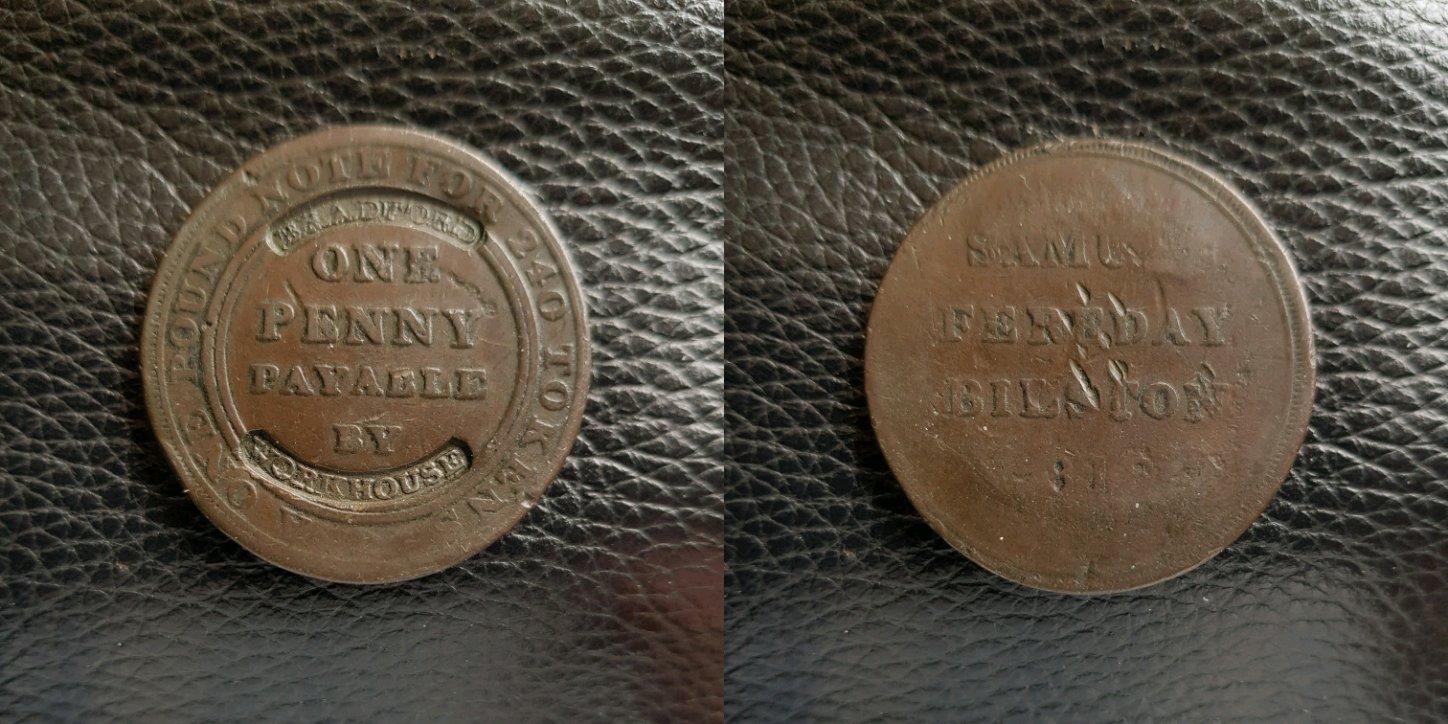 A ONE POUND NOTE FOR 240 TOKENS
BRADFORD
ONE
PENNY
PAYABLE
BY
WORKHOUSE
FEREDAY
BILSTON